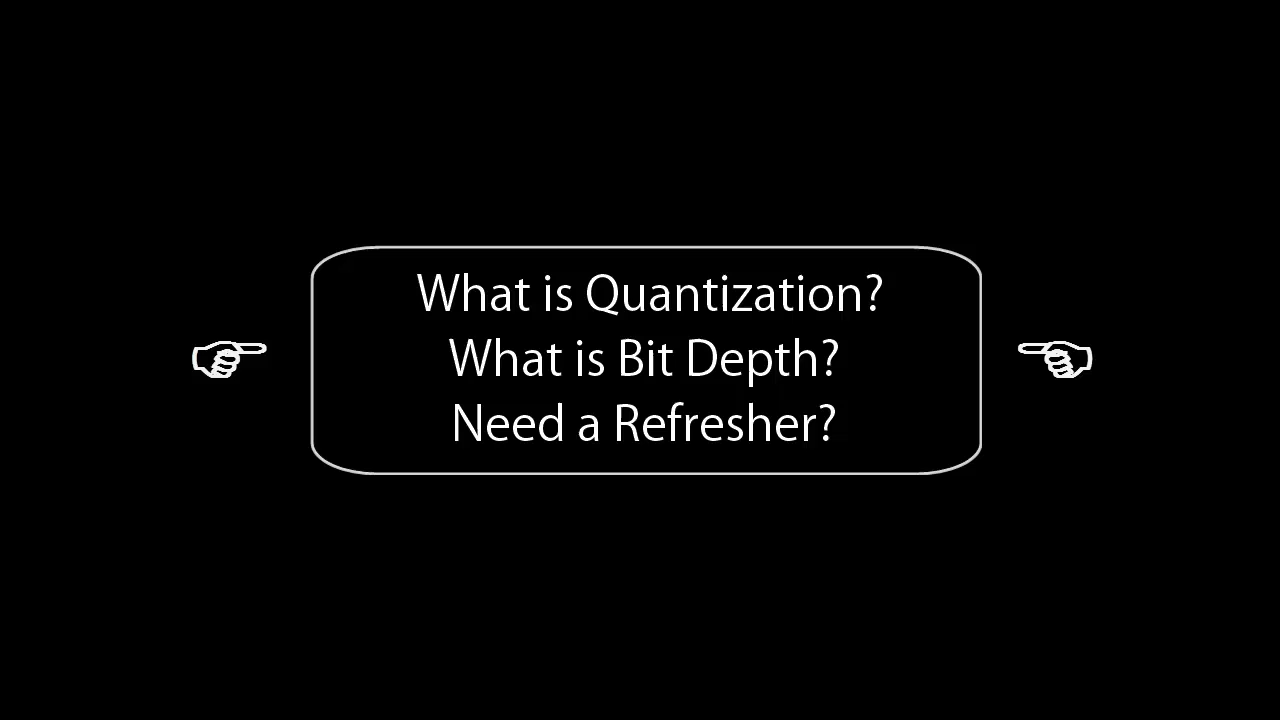 What is Quantization?
What is Bit Depth?
Need a Refresher?